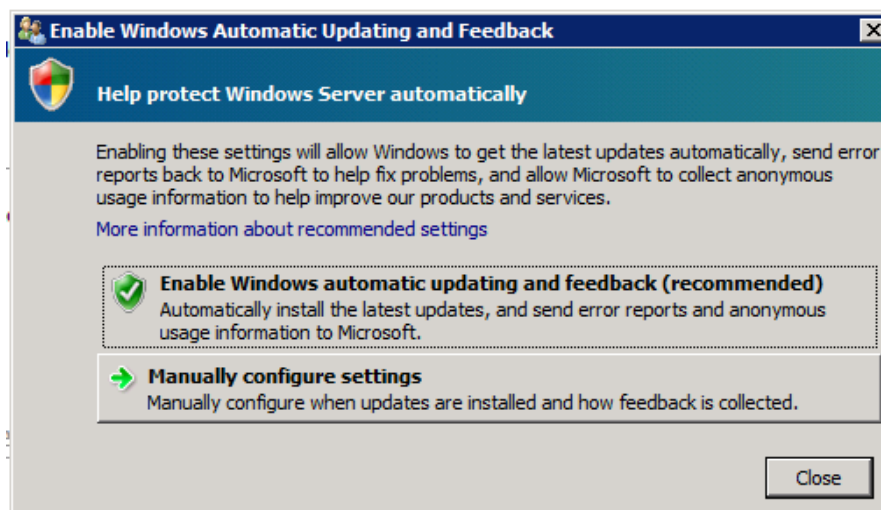 Enable Windows Automatic Updating and Feedback
Help protect Windows Server automatically
Enabling these settings will allow Windows to get the latest updates automatically, send error
reports back to Microsoft to help fix problems, and allow Microsoft to collect anonymous
usage information to help improve our products and services.
More information about recommended settings
Enable Windows automatic updating and feedback (recommended)
Automatically install the latest updates, and send error reports and anonymous
usage information to Microsoft.
Manually configure settings
Manually configure when updates are installed and how feedback is collected.
Close